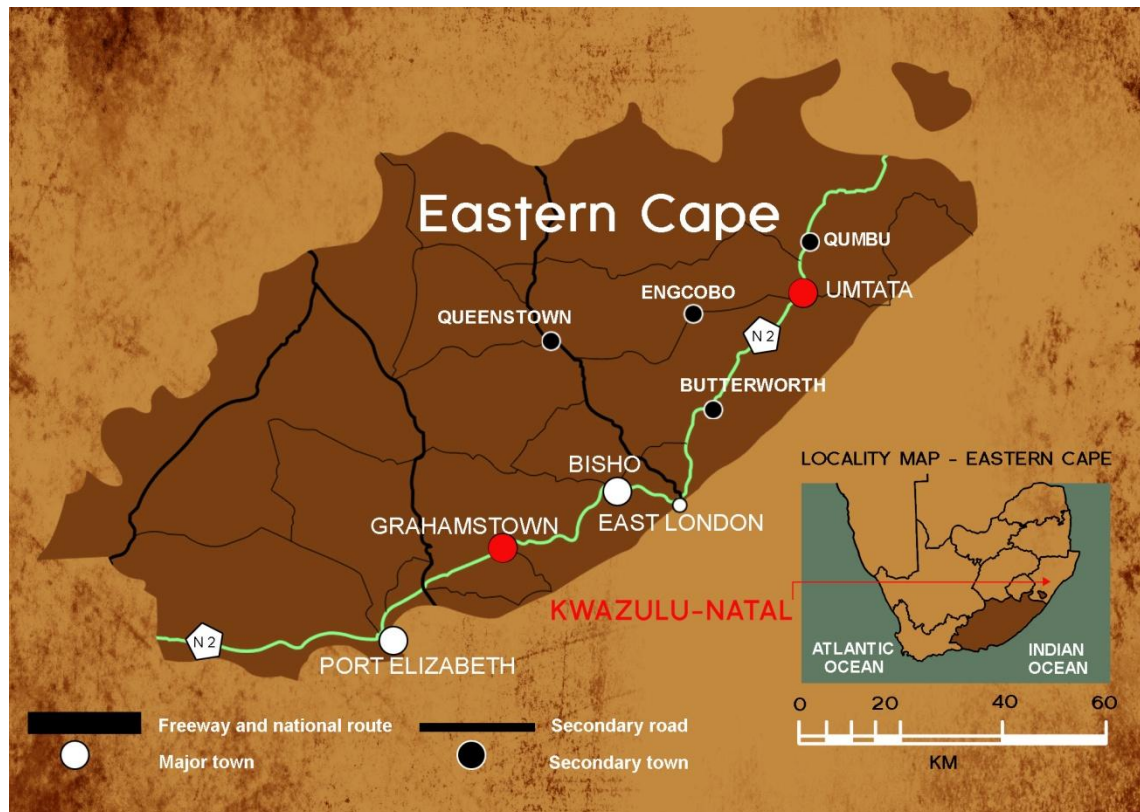 Eastern Cape
QUMBU
UMTATA
ENGCOBO
QUEENSTOWN
N 2
BUTTERWORTH
BISHO
EAST LONDON
GRAHAMSTOWN
N 2
PORT ELIZABETH
LOCALITY MAP - EASTERN CAPE
KWAZULU-NATAL
ATLANTIC
OCEAN
INDIAN
OCEAN
0 20 40 60
KM
Freeway and national route
Secondary road
Major town
Secondary town